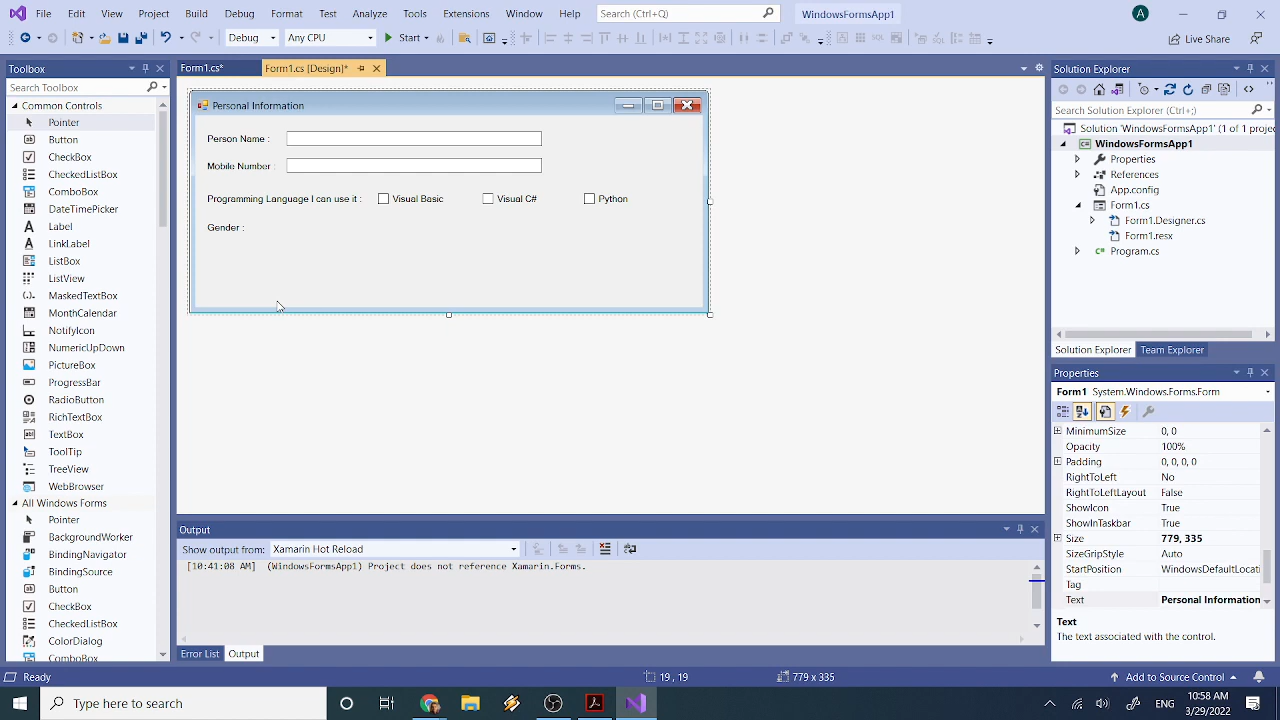 File Edit View Git Project Build Debug Test Analyze Tools Extensions Window Help Search (Ctrl+Q) WindowsFormsApp1 A
Debug Any CPU Start SQL Live Share
Toolbox
Search Toolbox
Common Controls
Pointer
Button
CheckBox
CheckedListBox
ComboBox
DateTimePicker
Label
LinkLabel
ListBox
ListView
MaskedTextBox
MonthCalendar
NotifyIcon
NumericUpDown
PictureBox
ProgressBar
RadioButton
RichTextBox
TextBox
ToolTip
TreeView
WebBrowser
All Windows Forms
Pointer
BackgroundWorker
BindingNavigator
BindingSource
Button
CheckBox
CheckedListBox
ColorDialog
ComboBox
Form1.cs* Form1.cs [Design]*
Personal Information
Person Name :
Mobile Number :
Programming Language I can use it : Visual Basic Visual C# Python
Gender :
Output
Show output from: Xamarin Hot Reload
[10:41:08 AM] (WindowsFormsApp1) Project does not reference Xamarin.Forms.
Error List Output
Solution Explorer
Search Solution Explorer (Ctrl+;)
Solution 'WindowsFormsApp1' (1 of 1 proje
WindowsFormsApp1
Properties
References
App.config
Form1.cs
Form1.Designer.cs
Form1.resx
Program.cs
Solution Explorer Team Explorer
Properties
Form1 System.Windows.Forms.Form
MinimumSize 0, 0
Opacity 100%
Padding 0, 0, 0, 0
RightToLeft No
RightToLeftLayout False
ShowIcon True
ShowInTaskbar True
Size 779, 335
SizeGripStyle Auto
StartPosition WindowsDefaultLocati
Tag
Text Personal Information
Text
The text associated with the control.
Ready 19 , 19 779 x 335 Add to Source Control
Type here to search
10:58 AM
3/29/2022